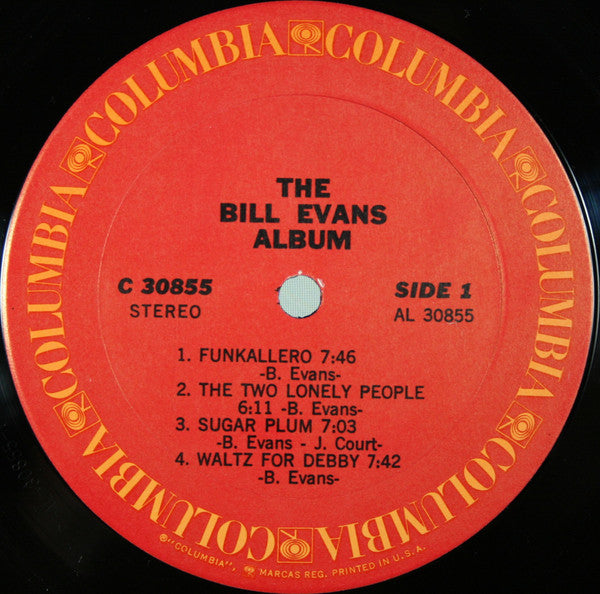 COLUMBIA COLUMBIA COLUMBIA COLUMBIA COLUMBIA COLUMBIA
THE
BILL EVANS
ALBUM
C 30855
STEREO
SIDE 1
AL 30855
1. FUNKALLERO 7:46
-B. Evans-
2. THE TWO LONELY PEOPLE
6:11 -B. Evans-
3. SUGAR PLUM 7:03
-B. Evans - J. Court-
4. WALTZ FOR DEBBY 7:42
-B. Evans-
®"COLUMBIA", MARCAS REG. PRINTED IN U.S.A.